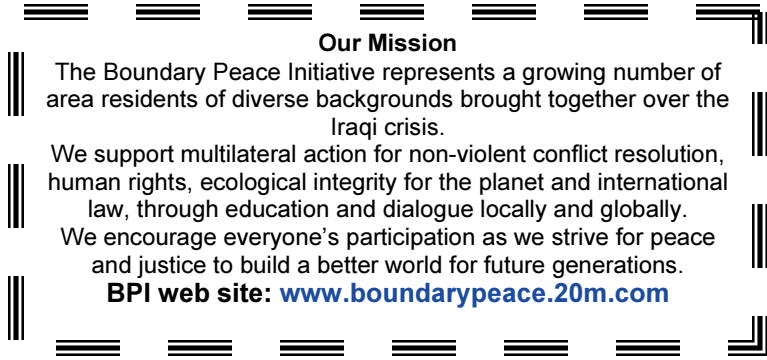 Our Mission
The Boundary Peace Initiative represents a growing number of
area residents of diverse backgrounds brought together over the
Iraqi crisis.
We support multilateral action for non-violent conflict resolution,
human rights, ecological integrity for the planet and international
law, through education and dialogue locally and globally.
We encourage everyone’s participation as we strive for peace
and justice to build a better world for future generations.
BPI web site: www.boundarypeace.20m.com